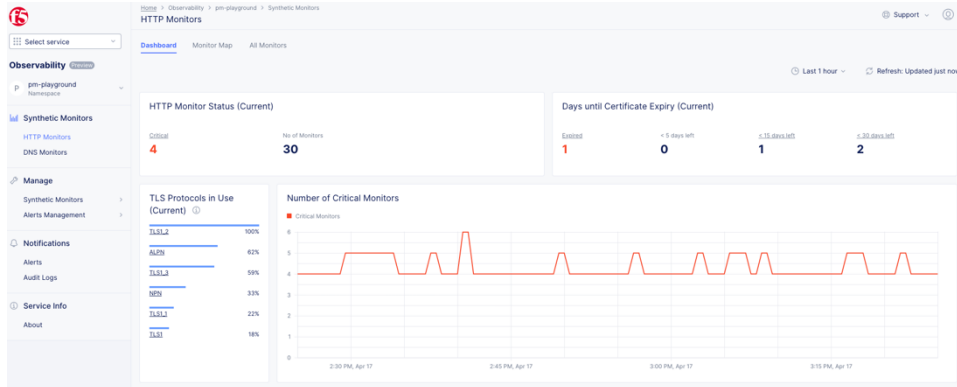 f5
Home > Observability > pm-playground > Synthetic Monitors
HTTP Monitors
Support
Select service
Dashboard
Monitor Map
All Monitors
Observability Preview
Last 1 hour
Refresh: Updated just now
P
pm-playground
Namespace
Synthetic Monitors
HTTP Monitors
DNS Monitors
Manage
Synthetic Monitors
Alerts Management
Notifications
Alerts
Audit Logs
Service Info
About
HTTP Monitor Status (Current)
Critical
4
No of Monitors
30
Days until Certificate Expiry (Current)
Expired
1
< 5 days left
0
< 15 days left
1
< 30 days left
2
TLS Protocols in Use
(Current)
TLS1_2 100%
ALPN 62%
TLS1_3 59%
NPN 33%
TLS1_1 22%
TLS1 18%
Number of Critical Monitors
Critical Monitors
6
5
4
3
2
1
0
2:30 PM, Apr 17
2:45 PM, Apr 17
3:00 PM, Apr 17
3:15 PM, Apr 17